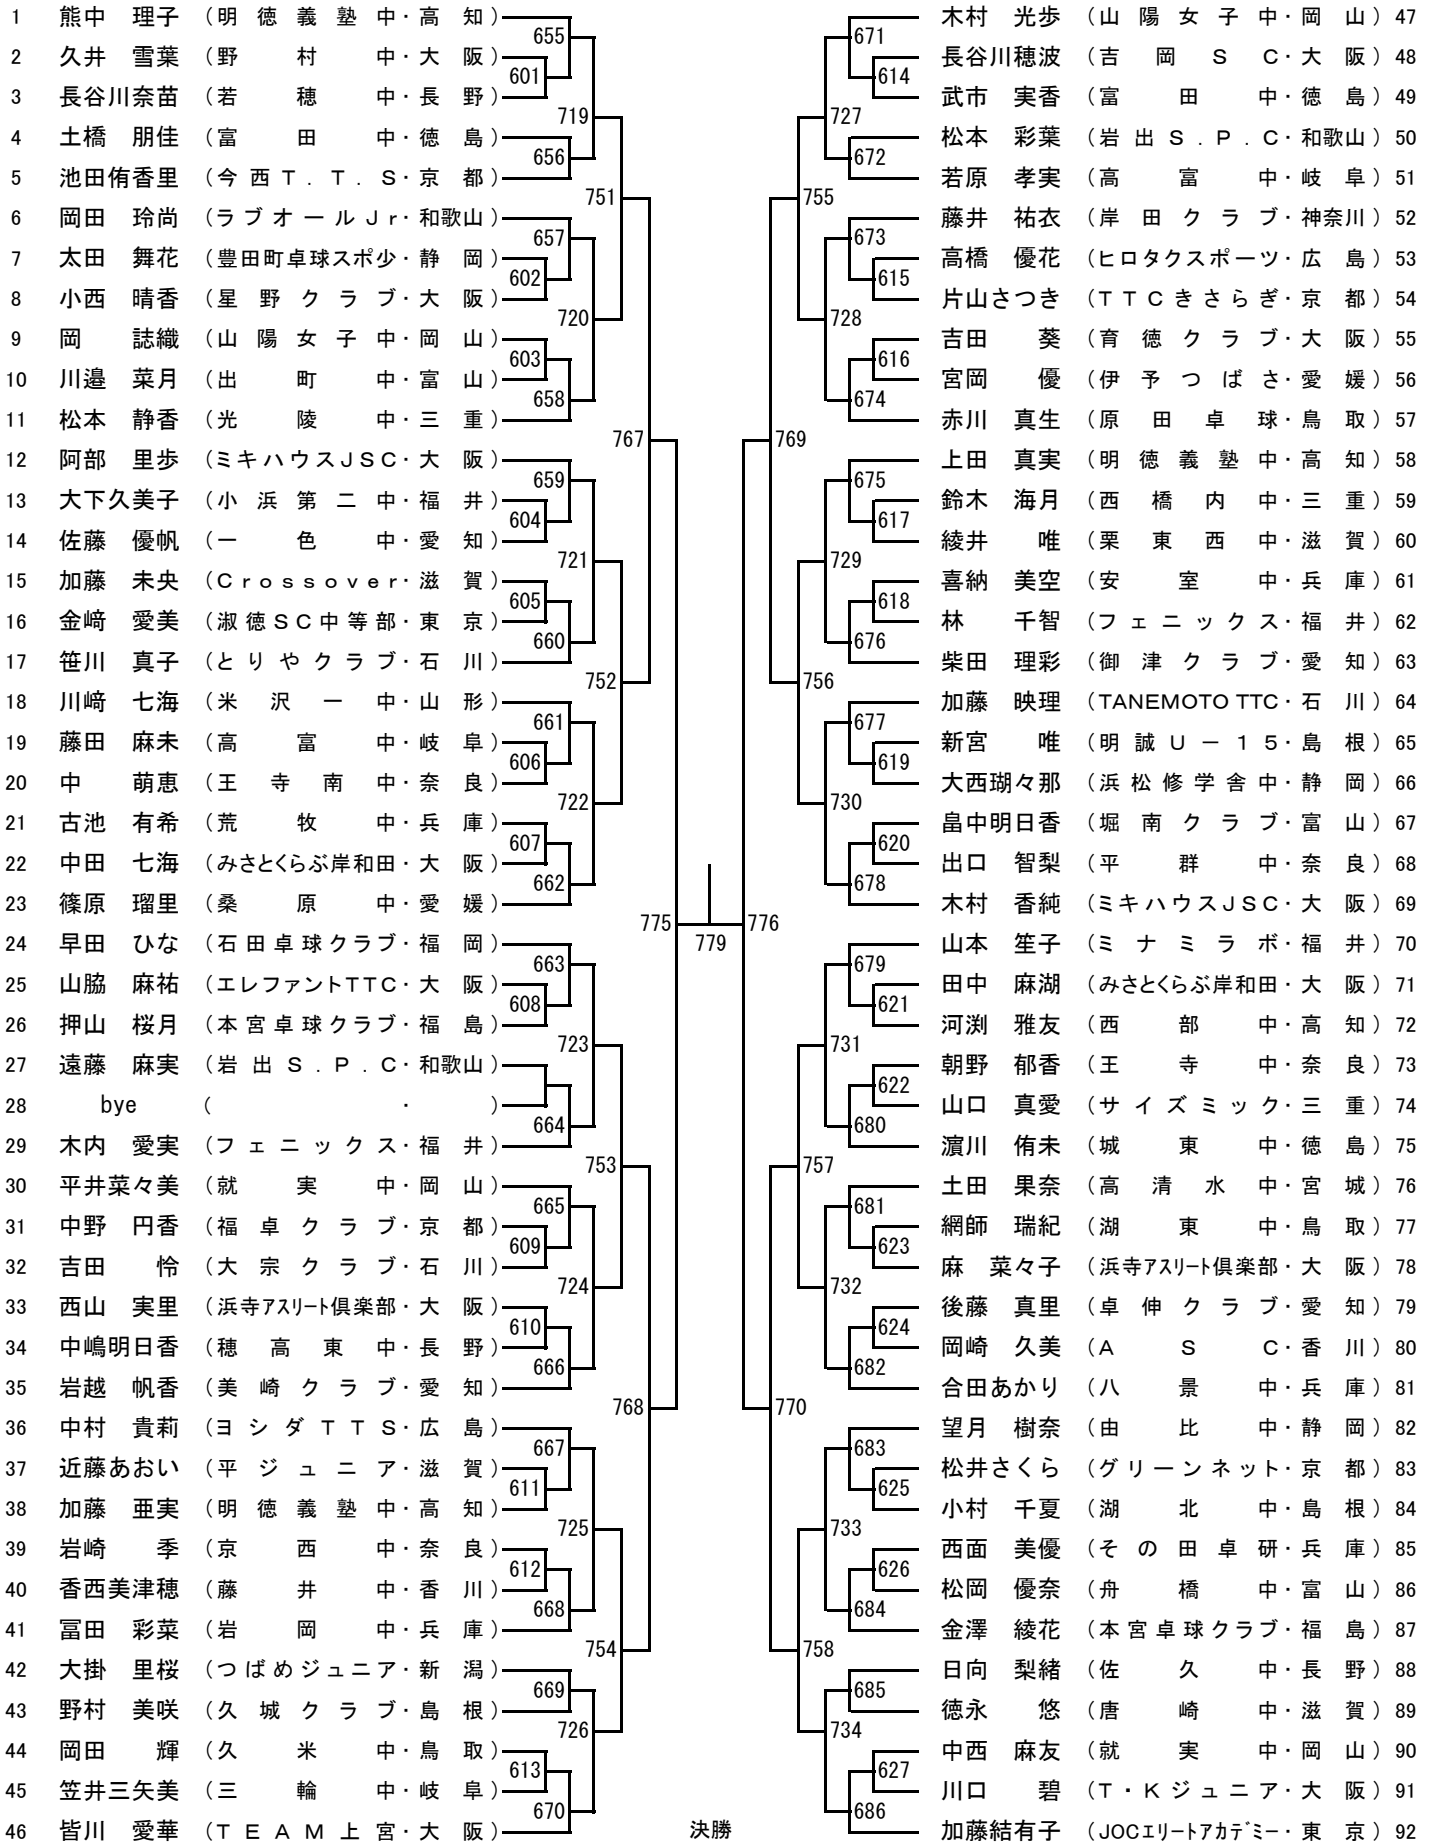 1 熊中 理子 (明徳義塾中・高知)
2 久井 雪葉 (野村中・大阪)
3 長谷川奈苗 (若穂中・長野)
4 土橋 朋佳 (富田中・徳島)
5 池田侑香里 (今西T.T.S・京都)
6 岡田 玲尚 (ラブオールJr・和歌山)
7 太田 舞花 (豊田町卓球スポ少・静岡)
8 小西 晴香 (星野クラブ・大阪)
9 岡 誌織 (山陽女子中・岡山)
10 川邉 菜月 (出町中・富山)
11 松本 静香 (光陵中・三重)
12 阿部 里歩 (ミキハウスJSC・大阪)
13 大下久美子 (小浜第二中・福井)
14 佐藤 優帆 (一色中・愛知)
15 加藤 未央 (Crossover・滋賀)
16 金﨑 愛美 (淑徳SC中等部・東京)
17 笹川 真子 (とりやクラブ・石川)
18 川﨑 七海 (米沢一中・山形)
19 藤田 麻未 (高富中・岐阜)
20 中 萌恵 (王寺南中・奈良)
21 古池 有希 (荒牧中・兵庫)
22 中田 七海 (みさとくらぶ岸和田・大阪)
23 篠原 瑠里 (桑原中・愛媛)
24 早田 ひな (石田卓球クラブ・福岡)
25 山脇 麻祐 (エレファントTTC・大阪)
26 押山 桜月 (本宮卓球クラブ・福島)
27 遠藤 麻実 (岩出S.P.C・和歌山)
28 bye ( ・ )
29 木内 愛実 (フェニックス・福井)
30 平井菜々美 (就実中・岡山)
31 中野 円香 (福卓クラブ・京都)
32 吉田 怜 (大宗クラブ・石川)
33 西山 実里 (浜寺アスリート倶楽部・大阪)
34 中嶋明日香 (穂高東中・長野)
35 岩越 帆香 (美崎クラブ・愛知)
36 中村 貴莉 (ヨシダTTS・広島)
37 近藤あおい (平ジュニア・滋賀)
38 加藤 亜実 (明徳義塾中・高知)
39 岩崎 季 (京西中・奈良)
40 香西美津穂 (藤井中・香川)
41 冨田 彩菜 (岩岡中・兵庫)
42 大掛 里桜 (つばめジュニア・新潟)
43 野村 美咲 (久城クラブ・島根)
44 岡田 輝 (久米中・鳥取)
45 笠井三矢美 (三輪中・岐阜)
46 皆川 愛華 (TEAM上宮・大阪)
655
601
719
656
751
657
602
720
603
658
767
659
604
721
605
660
752
661
606
722
607
662
775
663
608
723
664
753
665
609
724
610
666
768
667
611
725
612
668
754
669
726
613
670
779
決勝
776
671
614
727
672
755
673
615
728
616
674
769
675
617
729
618
676
756
677
619
730
620
678
679
621
731
622
680
757
681
623
732
624
682
770
683
625
733
626
684
758
685
734
627
686
木村 光歩 (山陽女子中・岡山) 47
長谷川穂波 (吉岡SC・大阪) 48
武市 実香 (富田中・徳島) 49
松本 彩葉 (岩出S.P.C・和歌山) 50
若原 孝実 (高富中・岐阜) 51
藤井 祐衣 (岸田クラブ・神奈川) 52
高橋 優花 (ヒロタクスポーツ・広島) 53
片山さつき (TTCきさらぎ・京都) 54
吉田 葵 (育徳クラブ・大阪) 55
宮岡 優 (伊予つばさ・愛媛) 56
赤川 真生 (原田卓球・鳥取) 57
上田 真実 (明徳義塾中・高知) 58
鈴木 海月 (西橋内中・三重) 59
綾井 唯 (栗東西中・滋賀) 60
喜納 美空 (安室中・兵庫) 61
林 千智 (フェニックス・福井) 62
柴田 理彩 (御津クラブ・愛知) 63
加藤 映理 (TANEMOTO TTC・石川) 64
新宮 唯 (明誠U－15・島根) 65
大西瑚々那 (浜松修学舎中・静岡) 66
畠中明日香 (堀南クラブ・富山) 67
出口 智梨 (平群中・奈良) 68
木村 香純 (ミキハウスJSC・大阪) 69
山本 笙子 (ミナミラボ・福井) 70
田中 麻湖 (みさとくらぶ岸和田・大阪) 71
河渕 雅友 (西部中・高知) 72
朝野 郁香 (王寺中・奈良) 73
山口 真愛 (サイズミック・三重) 74
濵川 侑未 (城東中・徳島) 75
土田 果奈 (高清水中・宮城) 76
網師 瑞紀 (湖東中・鳥取) 77
麻 菜々子 (浜寺アスリート倶楽部・大阪) 78
後藤 真里 (卓伸クラブ・愛知) 79
岡崎 久美 (ASC・香川) 80
合田あかり (八景中・兵庫) 81
望月 樹奈 (由比中・静岡) 82
松井さくら (グリーンネット・京都) 83
小村 千夏 (湖北中・島根) 84
西面 美優 (その田卓研・兵庫) 85
松岡 優奈 (舟橋中・富山) 86
金澤 綾花 (本宮卓球クラブ・福島) 87
日向 梨緒 (佐久中・長野) 88
徳永 悠 (唐崎中・滋賀) 89
中西 麻友 (就実中・岡山) 90
川口 碧 (T・Kジュニア・大阪) 91
加藤結有子 (JOCエリートアカデミー・東京) 92